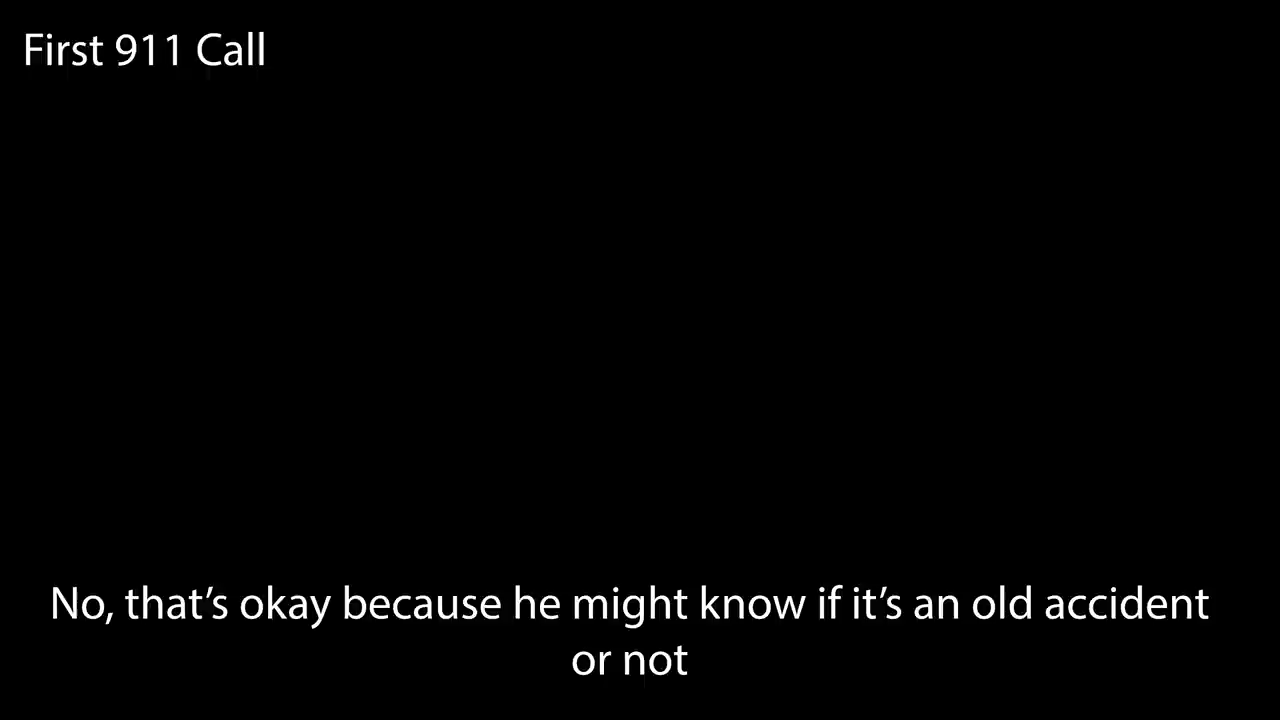 First 911 Call
No, that’s okay because he might know if it’s an old accident
or not